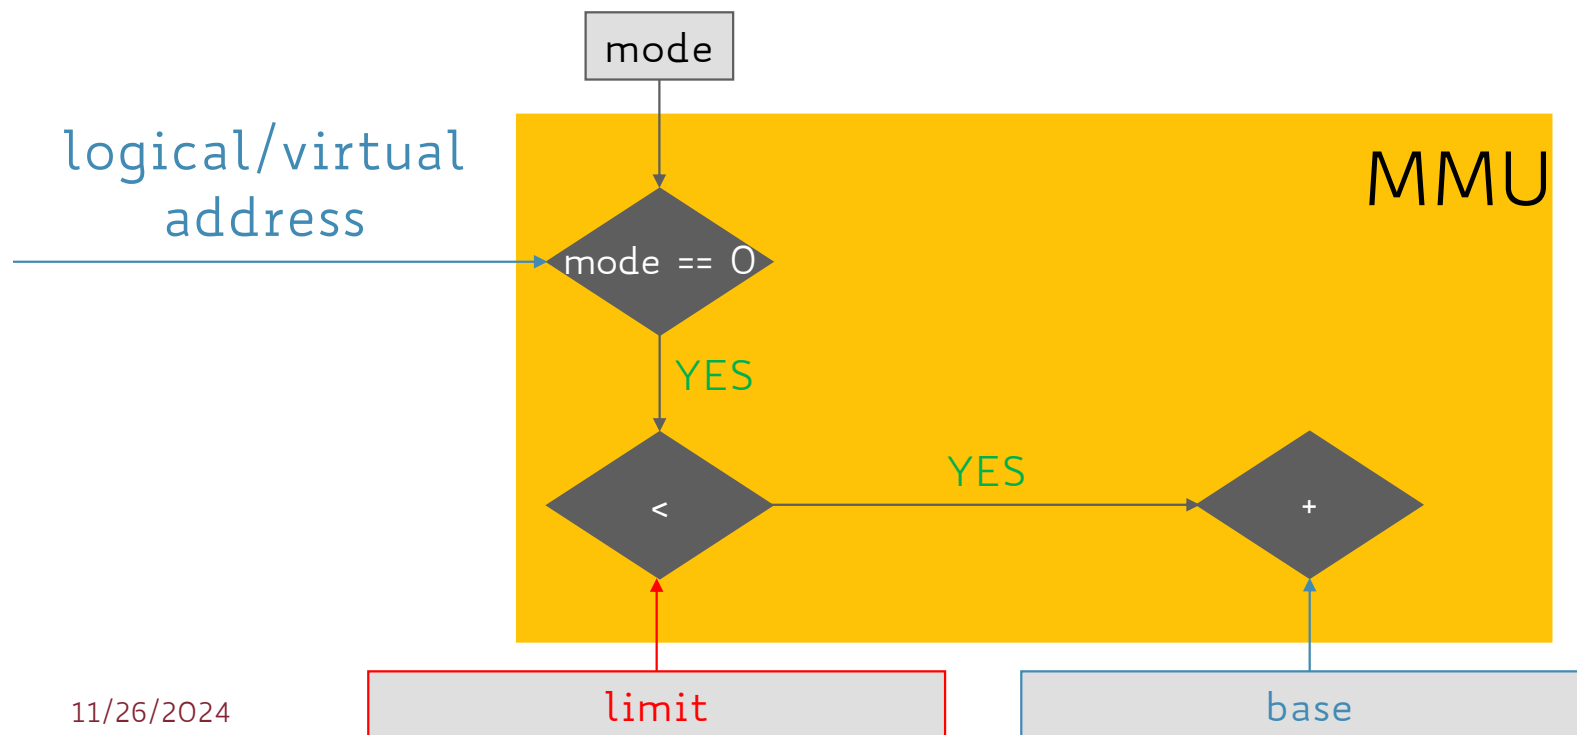 mode
logical/virtual
address
MMU
mode == 0
YES
<
YES
+
limit
base
11/26/2024